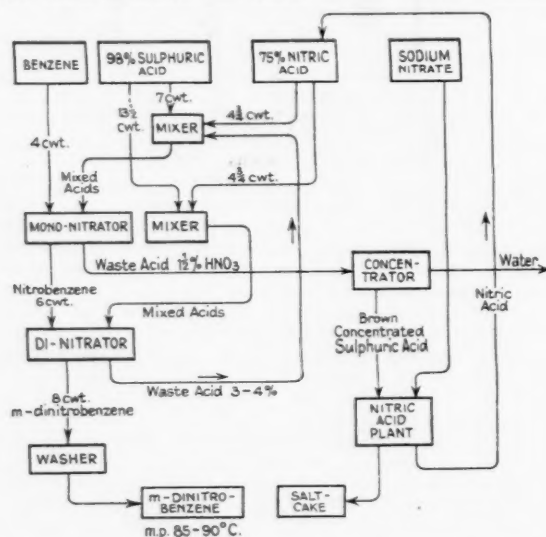 BENZENE
98% SULPHURIC
ACID
75% NITRIC
ACID
SODIUM
NITRATE
7 cwt.
13½
cwt.
cwt.
MIXER
4 cwt.
4¾ cwt.
Mixed
Acids
MONO-NITRATOR
MIXER
Waste Acid 1½% HNO₃
CONCEN-
TRATOR
Water
Nitrobenzene
6 cwt.
Mixed Acids
Nitric
Acid
Brown
Concentrated
Sulphuric Acid
DI-NITRATOR
Waste Acid 3-4%
8 cwt.
m-dinitrobenzene
NITRIC
ACID
PLANT
WASHER
m-DINITRO-
BENZENE
SALT-
CAKE
m.p. 85-90°C.